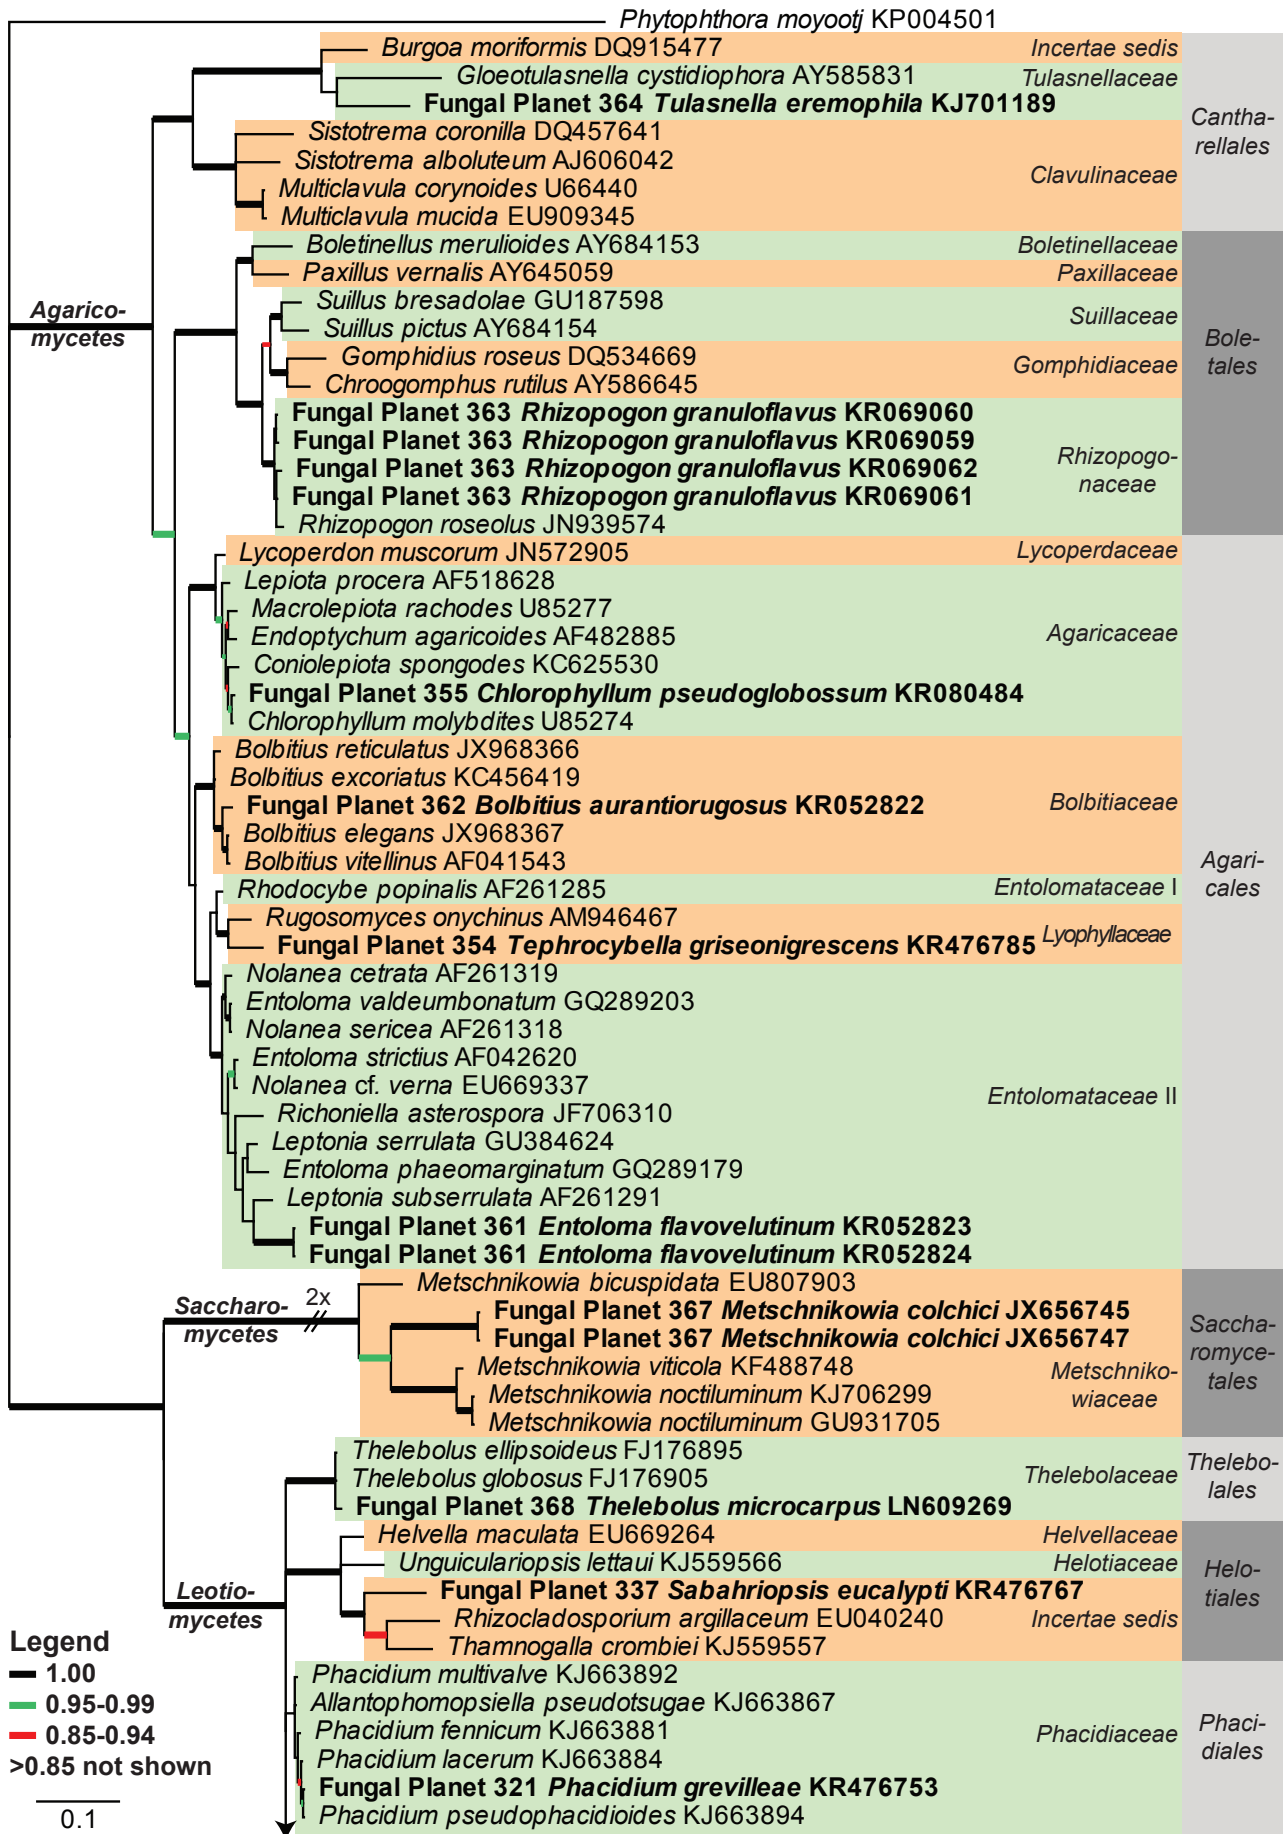 Phytophthora moyootj KP004501
Burgoa moriformis DQ915477
Incertae sedis
Gloeotulasnella cystidiophora AY585831
Tulasnellaceae
Fungal Planet 364 Tulasnella eremophila KJ701189
Cantha-
rellales
Sistotrema coronilla DQ457641
Sistotrema alboluteum AJ606042
Clavulinaceae
Multiclavula corynoides U66440
Multiclavula mucida EU909345
Boletinellus merulioides AY684153
Boletinellaceae
Paxillus vernalis AY645059
Paxillaceae
Suillus bresadolae GU187598
Suillaceae
Suillus pictus AY684154
Agarico-
mycetes
Bole-
tales
Gomphidius roseus DQ534669
Gomphidiaceae
Chroogomphus rutilus AY586645
Fungal Planet 363 Rhizopogon granuloflavus KR069060
Fungal Planet 363 Rhizopogon granuloflavus KR069059
Fungal Planet 363 Rhizopogon granuloflavus KR069062
Rhizopogo-
naceae
Fungal Planet 363 Rhizopogon granuloflavus KR069061
Rhizopogon roseolus JN939574
Lycoperdon muscorum JN572905
Lycoperdaceae
Lepiota procera AF518628
Macrolepiota rachodes U85277
Endoptychum agaricoides AF482885
Agaricaceae
Coniolepiota spongodes KC625530
Fungal Planet 355 Chlorophyllum pseudoglobossum KR080484
Chlorophyllum molybdites U85274
Bolbitius reticulatus JX968366
Bolbitius excoriatus KC456419
Fungal Planet 362 Bolbitius aurantiorugosus KR052822
Bolbitiaceae
Bolbitius elegans JX968367
Bolbitius vitellinus AF041543
Agari-
cales
Rhodocybe popinalis AF261285
Entolomataceae I
Rugosomyces onychinus AM946467
Fungal Planet 354 Tephrocybella griseonigrescens KR476785
Lyophyllaceae
Nolanea cetrata AF261319
Entoloma valdeumbonatum GQ289203
Nolanea sericea AF261318
Entoloma strictius AF042620
Nolanea cf. verna EU669337
Entolomataceae II
Richoniella asterospora JF706310
Leptonia serrulata GU384624
Entoloma phaeomarginatum GQ289179
Leptonia subserrulata AF261291
Fungal Planet 361 Entoloma flavovelutinum KR052823
Fungal Planet 361 Entoloma flavovelutinum KR052824
Metschnikowia bicuspidata EU807903
Saccharo-
mycetes
2x
Fungal Planet 367 Metschnikowia colchici JX656745
Fungal Planet 367 Metschnikowia colchici JX656747
Saccha-
romyce-
tales
Metschnikowia viticola KF488748
Metschniko-
wiaceae
Metschnikowia noctiluminum KJ706299
Metschnikowia noctiluminum GU931705
Thelebolus ellipsoideus FJ176895
Thelebolus globosus FJ176905
Thelebolaceae
Thelebo-
lales
Fungal Planet 368 Thelebolus microcarpus LN609269
Helvella maculata EU669264
Helvellaceae
Unguiculariopsis lettaui KJ559566
Helotiaceae
Helo-
tiales
Leotio-
mycetes
Fungal Planet 337 Sabahriopsis eucalypti KR476767
Rhizocladosporium argillaceum EU040240
Incertae sedis
Thamnogalla crombiei KJ559557
Phacidium multivalve KJ663892
Allantophomopsiella pseudotsugae KJ663867
Phacidium fennicum KJ663881
Phacidiaceae
Phaci-
diales
Phacidium lacerum KJ663884
Fungal Planet 321 Phacidium grevilleae KR476753
Phacidium pseudophacidioides KJ663894
Legend
1.00
0.95-0.99
0.85-0.94
>0.85 not shown
0.1